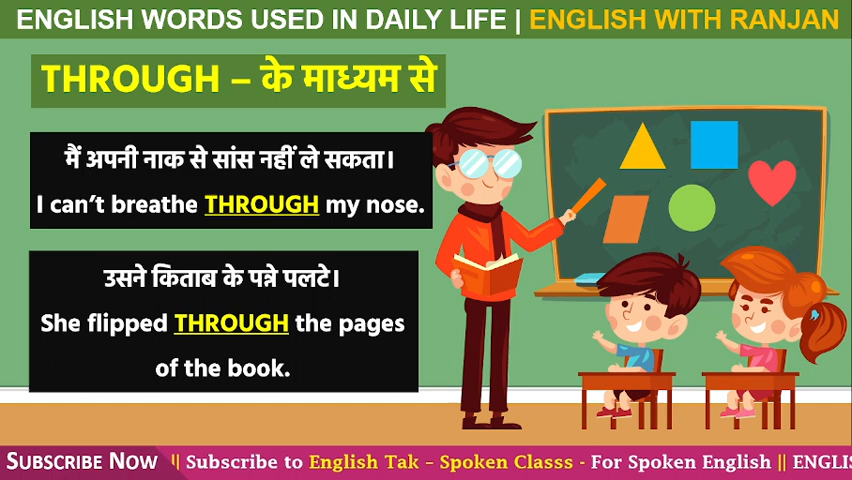 ENGLISH WORDS USED IN DAILY LIFE | ENGLISH WITH RANJAN
THROUGH – के माध्यम से
मैं अपनी नाक से सांस नहीं ले सकता।
I can't breathe THROUGH my nose.
उसने किताब के पन्ने पलटे।
She flipped THROUGH the pages
of the book.
SUBSCRIBE NOW || Subscribe to English Tak – Spoken Classs - For Spoken English || ENGLIS